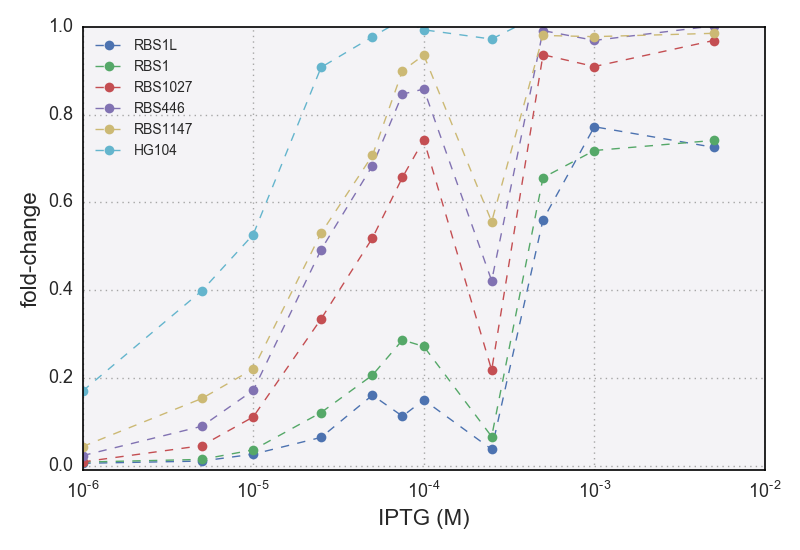 1.0
0.8
0.6
0.4
0.2
0.0
fold-change
RBS1L
RBS1
RBS1027
RBS446
RBS1147
HG104
10^-6 10^-5 10^-4 10^-3 10^-2
IPTG (M)